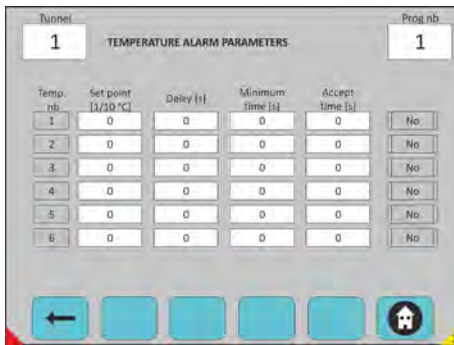 Tunnel
Prog nb
1
TEMPERATURE ALARM PARAMETERS
1
Temp. nb
Set point (1/10 °C)
Delay (s)
Minimum time (s)
Accept time (s)
1 0 0 0 0 No
2 0 0 0 0 No
3 0 0 0 0 No
4 0 0 0 0 No
5 0 0 0 0 No
6 0 0 0 0 No